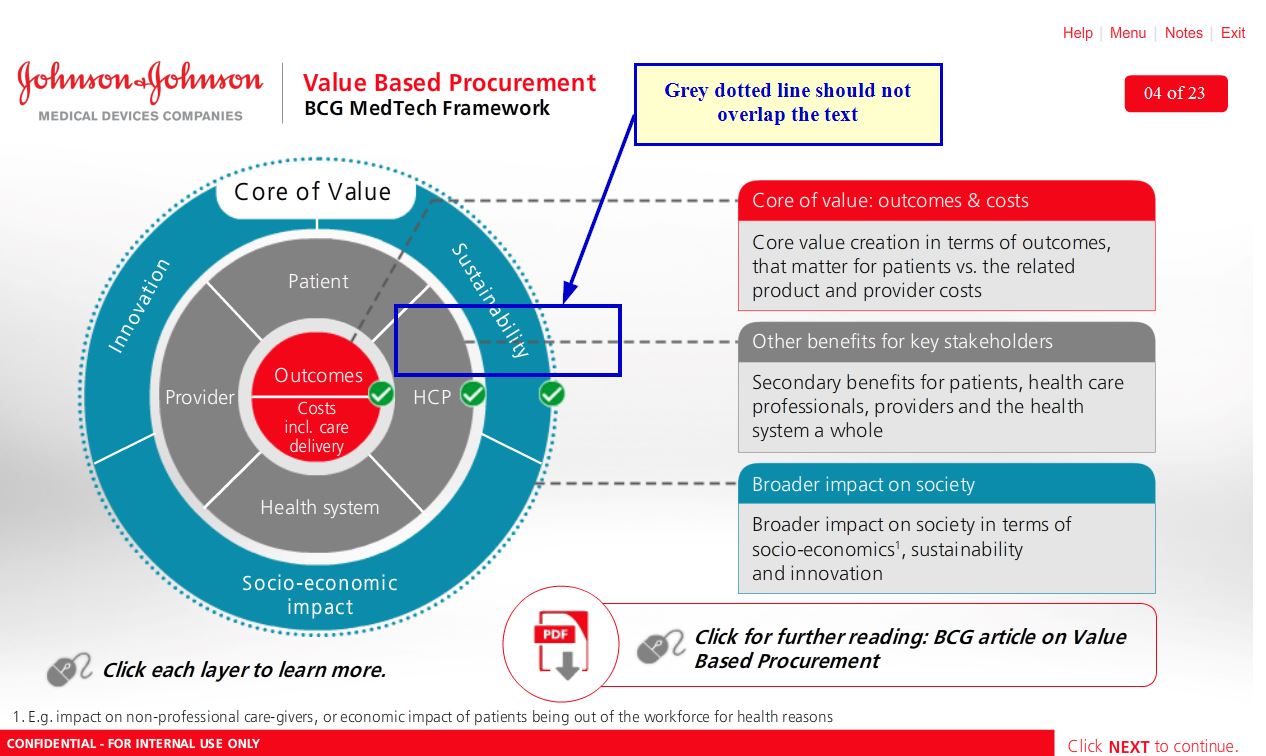 Help | Menu | Notes | Exit
Johnson & Johnson
MEDICAL DEVICES COMPANIES
Value Based Procurement
BCG MedTech Framework
Grey dotted line should not
overlap the text
04 of 23
Core of Value
Innovation
Sustainability
Patient
Provider
Outcomes
Costs
incl. care
delivery
HCP
Health system
Socio-economic
impact
Core of value: outcomes & costs
Core value creation in terms of outcomes,
that matter for patients vs. the related
product and provider costs
Other benefits for key stakeholders
Secondary benefits for patients, health care
professionals, providers and the health
system a whole
Broader impact on society
Broader impact on society in terms of
socio-economics¹, sustainability
and innovation
PDF
Click for further reading: BCG article on Value
Based Procurement
Click each layer to learn more.
1. E.g. impact on non-professional care-givers, or economic impact of patients being out of the workforce for health reasons
CONFIDENTIAL - FOR INTERNAL USE ONLY
Click NEXT to continue.